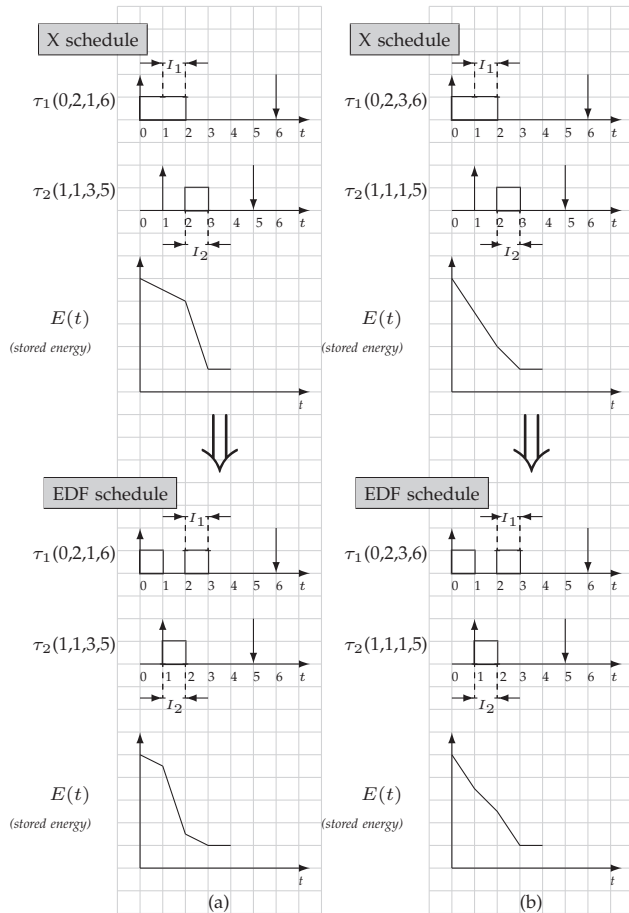 X schedule
I₁
τ₁(0,2,1,6)
0 1 2 3 4 5 6 t
τ₂(1,1,3,5)
0 1 2 3 4 5 6 t
I₂
E(t)
(stored energy)
t
EDF schedule
I₁
τ₁(0,2,1,6)
0 1 2 3 4 5 6 t
τ₂(1,1,3,5)
0 1 2 3 4 5 6 t
I₂
E(t)
(stored energy)
t
(a)
X schedule
I₁
τ₁(0,2,3,6)
0 1 2 3 4 5 6 t
τ₂(1,1,1,5)
0 1 2 3 4 5 6 t
I₂
E(t)
(stored energy)
t
EDF schedule
I₁
τ₁(0,2,3,6)
0 1 2 3 4 5 6 t
τ₂(1,1,1,5)
0 1 2 3 4 5 6 t
I₂
E(t)
(stored energy)
t
(b)